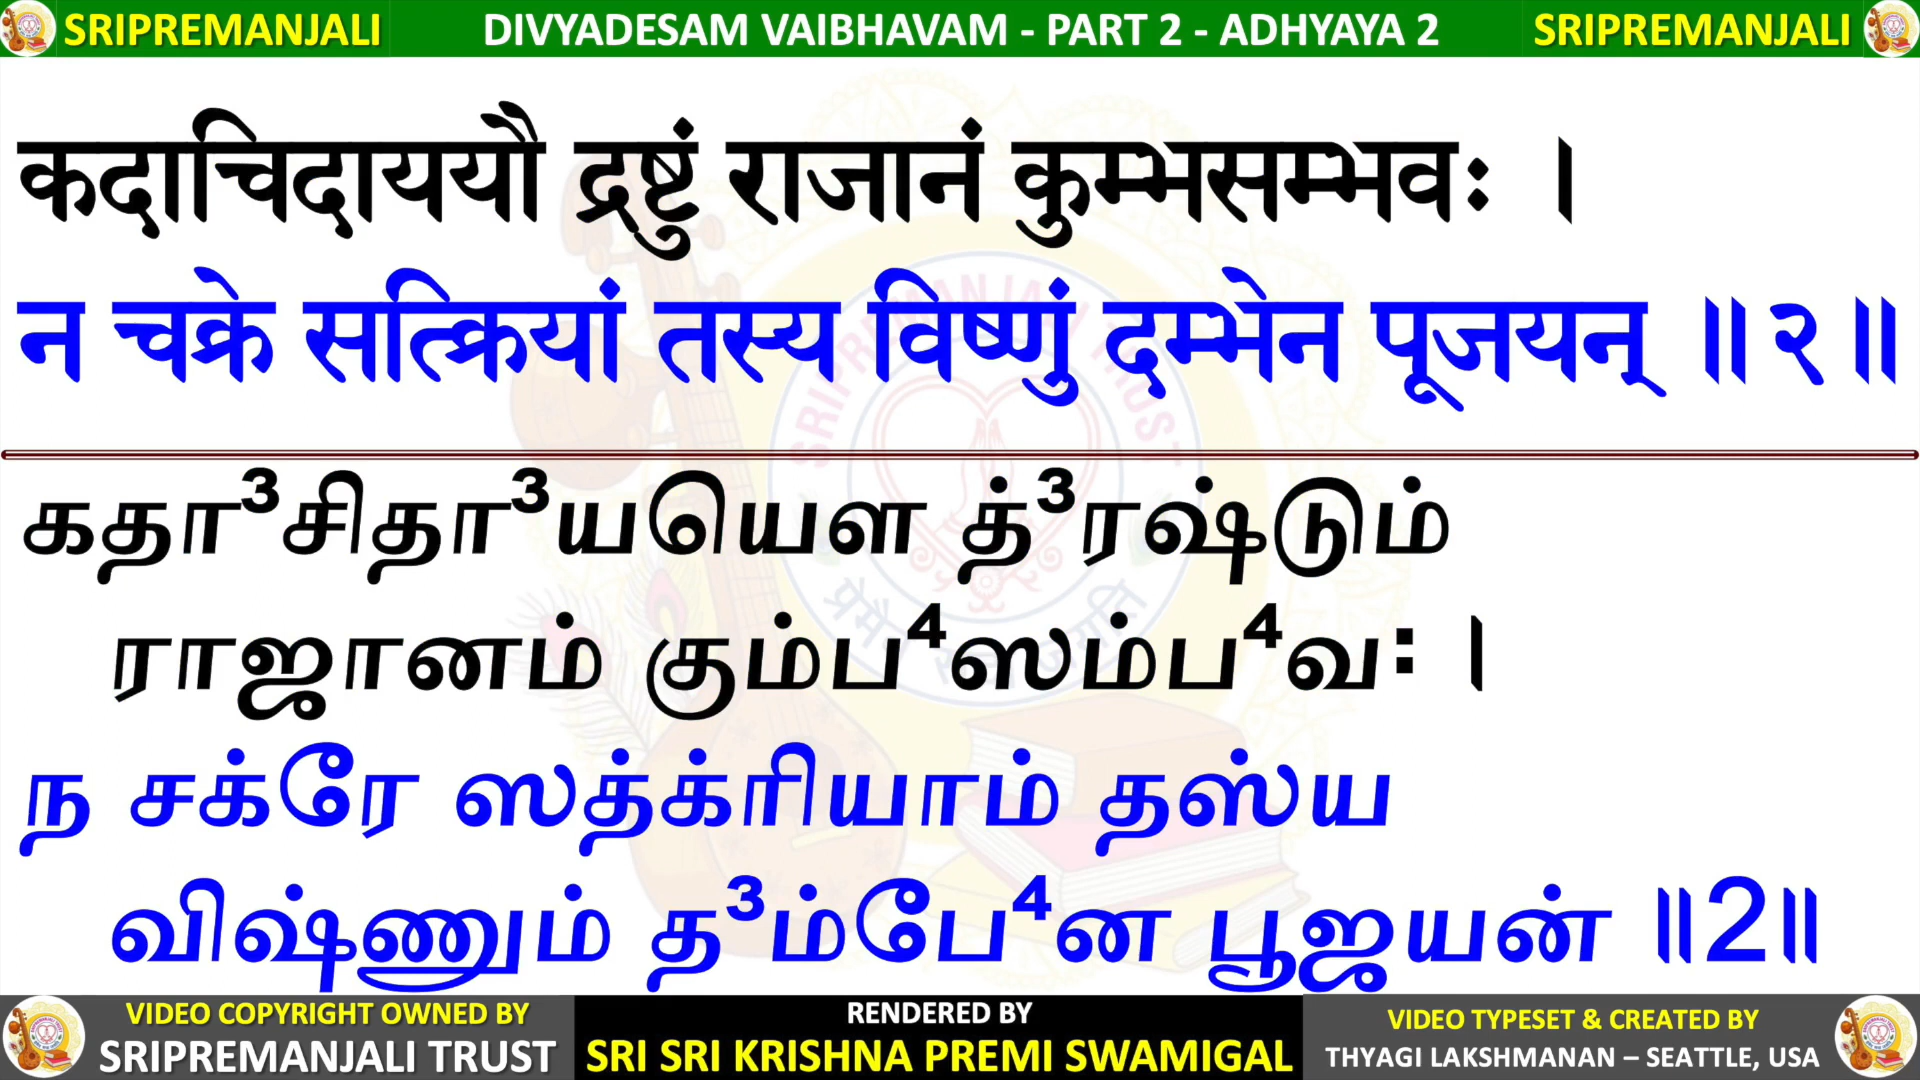 SRIPREMANJALI DIVYADESAM VAIBHAVAM - PART 2 - ADHYAYA 2 SRIPREMANJALI
कदाचिदाययौ द्रष्टुं राजानं कुम्भसम्भवः ।
न चक्रे सत्क्रियां तस्य विष्णुं दम्भेन पूजयन् ॥२॥
கதா³சிதா³யயௌ த்³ரஷ்டும்
ராஜானம் கும்ப⁴ஸம்ப⁴வ꞉ ।
ந சக்ரே ஸத்க்ரியாம் தஸ்ய
விஷ்ணும் த³ம்பே⁴ன பூஜயன் ॥2॥
VIDEO COPYRIGHT OWNED BY
SRIPREMANJALI TRUST
RENDERED BY
SRI SRI KRISHNA PREMI SWAMIGAL
VIDEO TYPESET & CREATED BY
THYAGI LAKSHMANAN – SEATTLE, USA